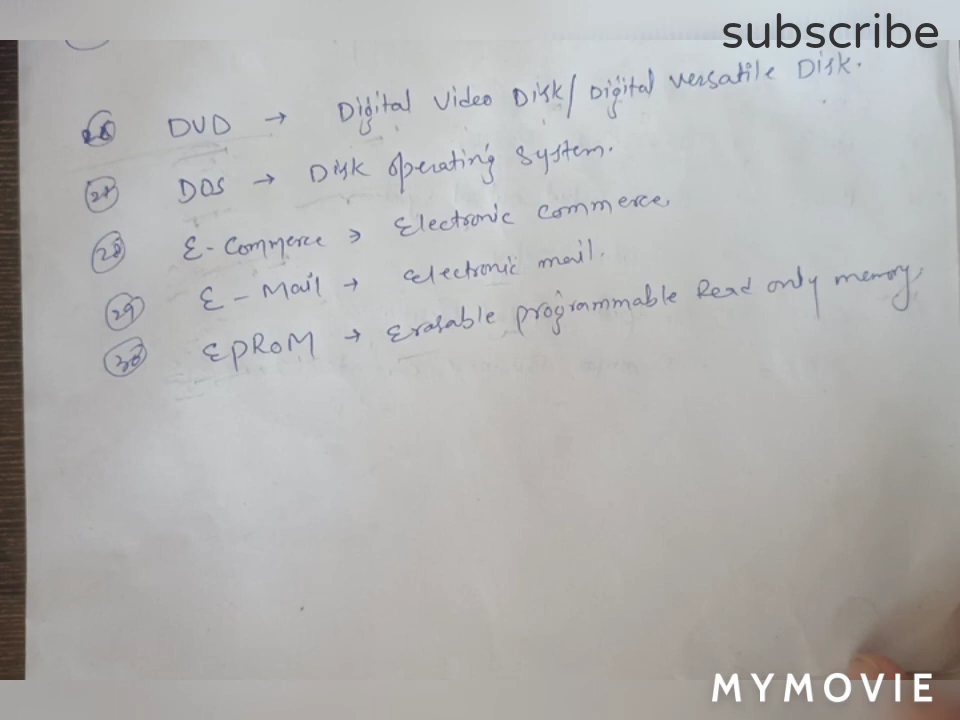 subscribe
DVD → Digital Video Disk/Digital Versatile Disk.
27 DOS → Disk operating System.
28 E-Commerce → Electronic Commerce
29 E-Mail → Electronic mail.
30 EPROM → Erasable programmable Read only memory
MYMOVIE